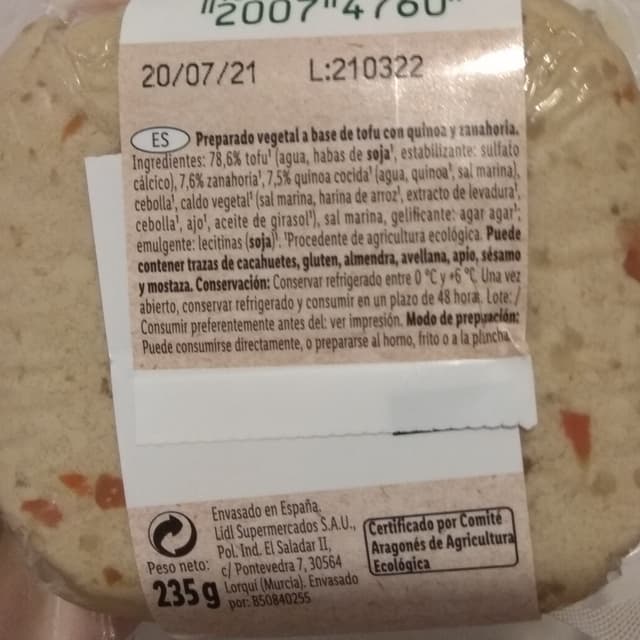 20/07/21 L:210322
ES Preparado vegetal a base de tofu con quinoa y zanahoria.
Ingredientes: 78,6% tofu¹ (agua, habas de soja¹, estabilizante: sulfato
cálcico), 7,6% zanahoria¹, 7,5% quinoa cocida¹ (agua, quinoa¹, sal marina),
cebolla¹, caldo vegetal¹ (sal marina, harina de arroz¹, extracto de levadura¹,
cebolla¹, ajo¹, aceite de girasol¹), sal marina, gelificante: agar agar¹;
emulgente: lecitinas (soja)¹. ¹Procedente de agricultura ecológica. Puede
contener trazas de cacahuetes, gluten, almendra, avellana, apio, sésamo
y mostaza. Conservación: Conservar refrigerado entre 0 °C y +6 °C. Una vez
abierto, conservar refrigerado y consumir en un plazo de 48 hora. Lote: /
Consumir preferentemente antes del: ver impresión. Modo de preparación:
Puede consumirse directamente, o prepararse al horno, frito o a la plancha
Envasado en España.
Lidl Supermercados S.A.U.,
Pol. Ind. El Saladar II,
c/ Pontevedra 7, 30564
Lorquí (Murcia). Envasado
por: 850840255
Peso neto:
235 g
Certificado por Comité
Aragonés de Agricultura
Ecológica